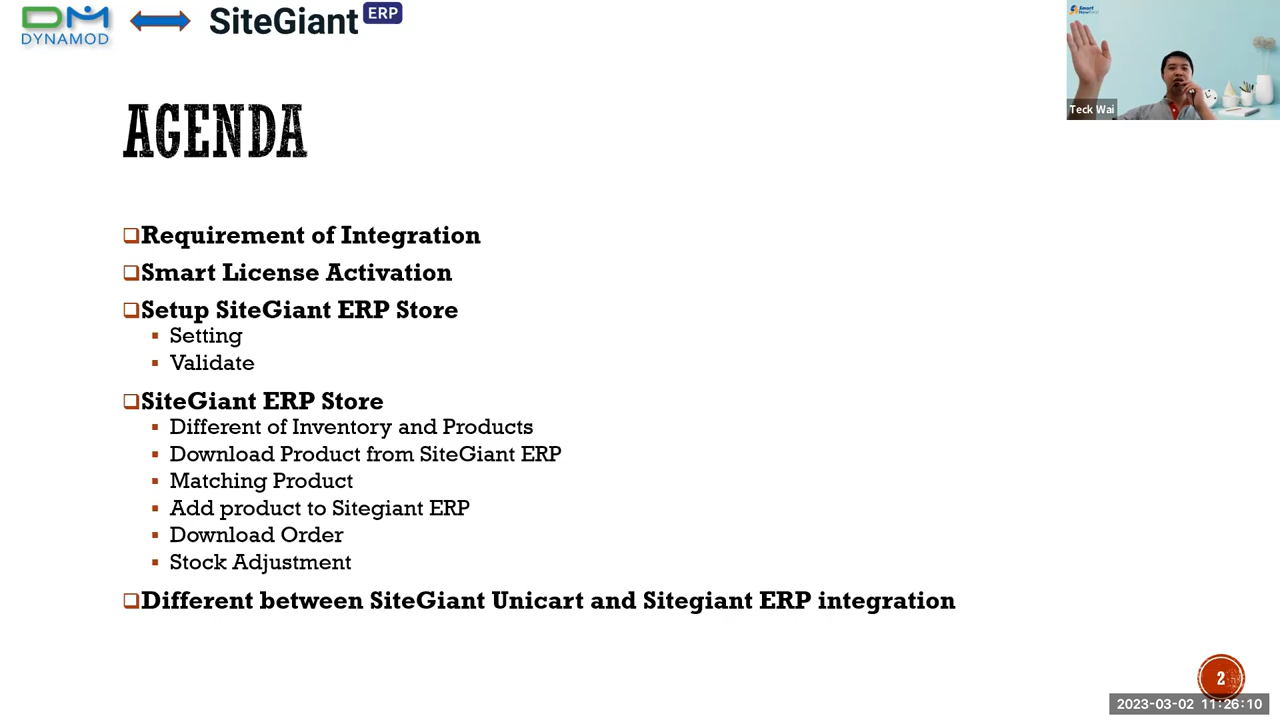 DYNAMOD
SiteGiant ERP
AGENDA
Requirement of Integration
Smart License Activation
Setup SiteGiant ERP Store
Setting
Validate
SiteGiant ERP Store
Different of Inventory and Products
Download Product from SiteGiant ERP
Matching Product
Add product to Sitegiant ERP
Download Order
Stock Adjustment
Different between SiteGiant Unicart and Sitegiant ERP integration
Teck Wai
2
2023-03-02 11:26:10